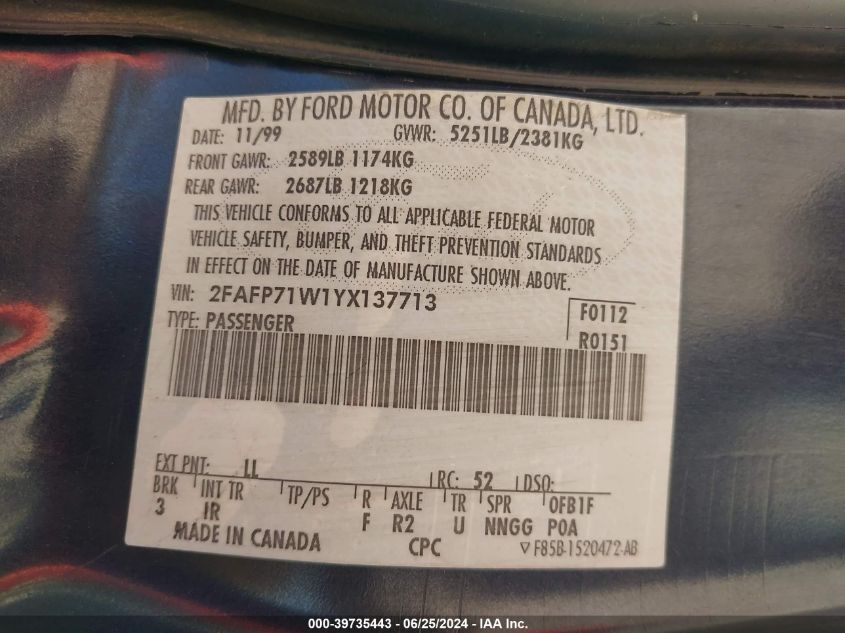 MFD. BY FORD MOTOR CO. OF CANADA, LTD.
DATE: 11/99 GVWR: 5251LB/2381KG
FRONT GAWR: 2589LB 1174KG
REAR GAWR: 2687LB 1218KG
THIS VEHICLE CONFORMS TO ALL APPLICABLE FEDERAL MOTOR
VEHICLE SAFETY, BUMPER, AND THEFT PREVENTION STANDARDS
IN EFFECT ON THE DATE OF MANUFACTURE SHOWN ABOVE.
VIN: 2FAFP71W1YX137713
F0112
TYPE: PASSENGER
R0151
EXT PNT: LL RC: 52 DSO:
BRK INT TR TP/PS R AXLE TR SPR 0FB1F
3 IR F R2 U NNGG P0A
MADE IN CANADA CPC F85B-1520472-AB
000-39735443 - 06/25/2024 - IAA Inc.